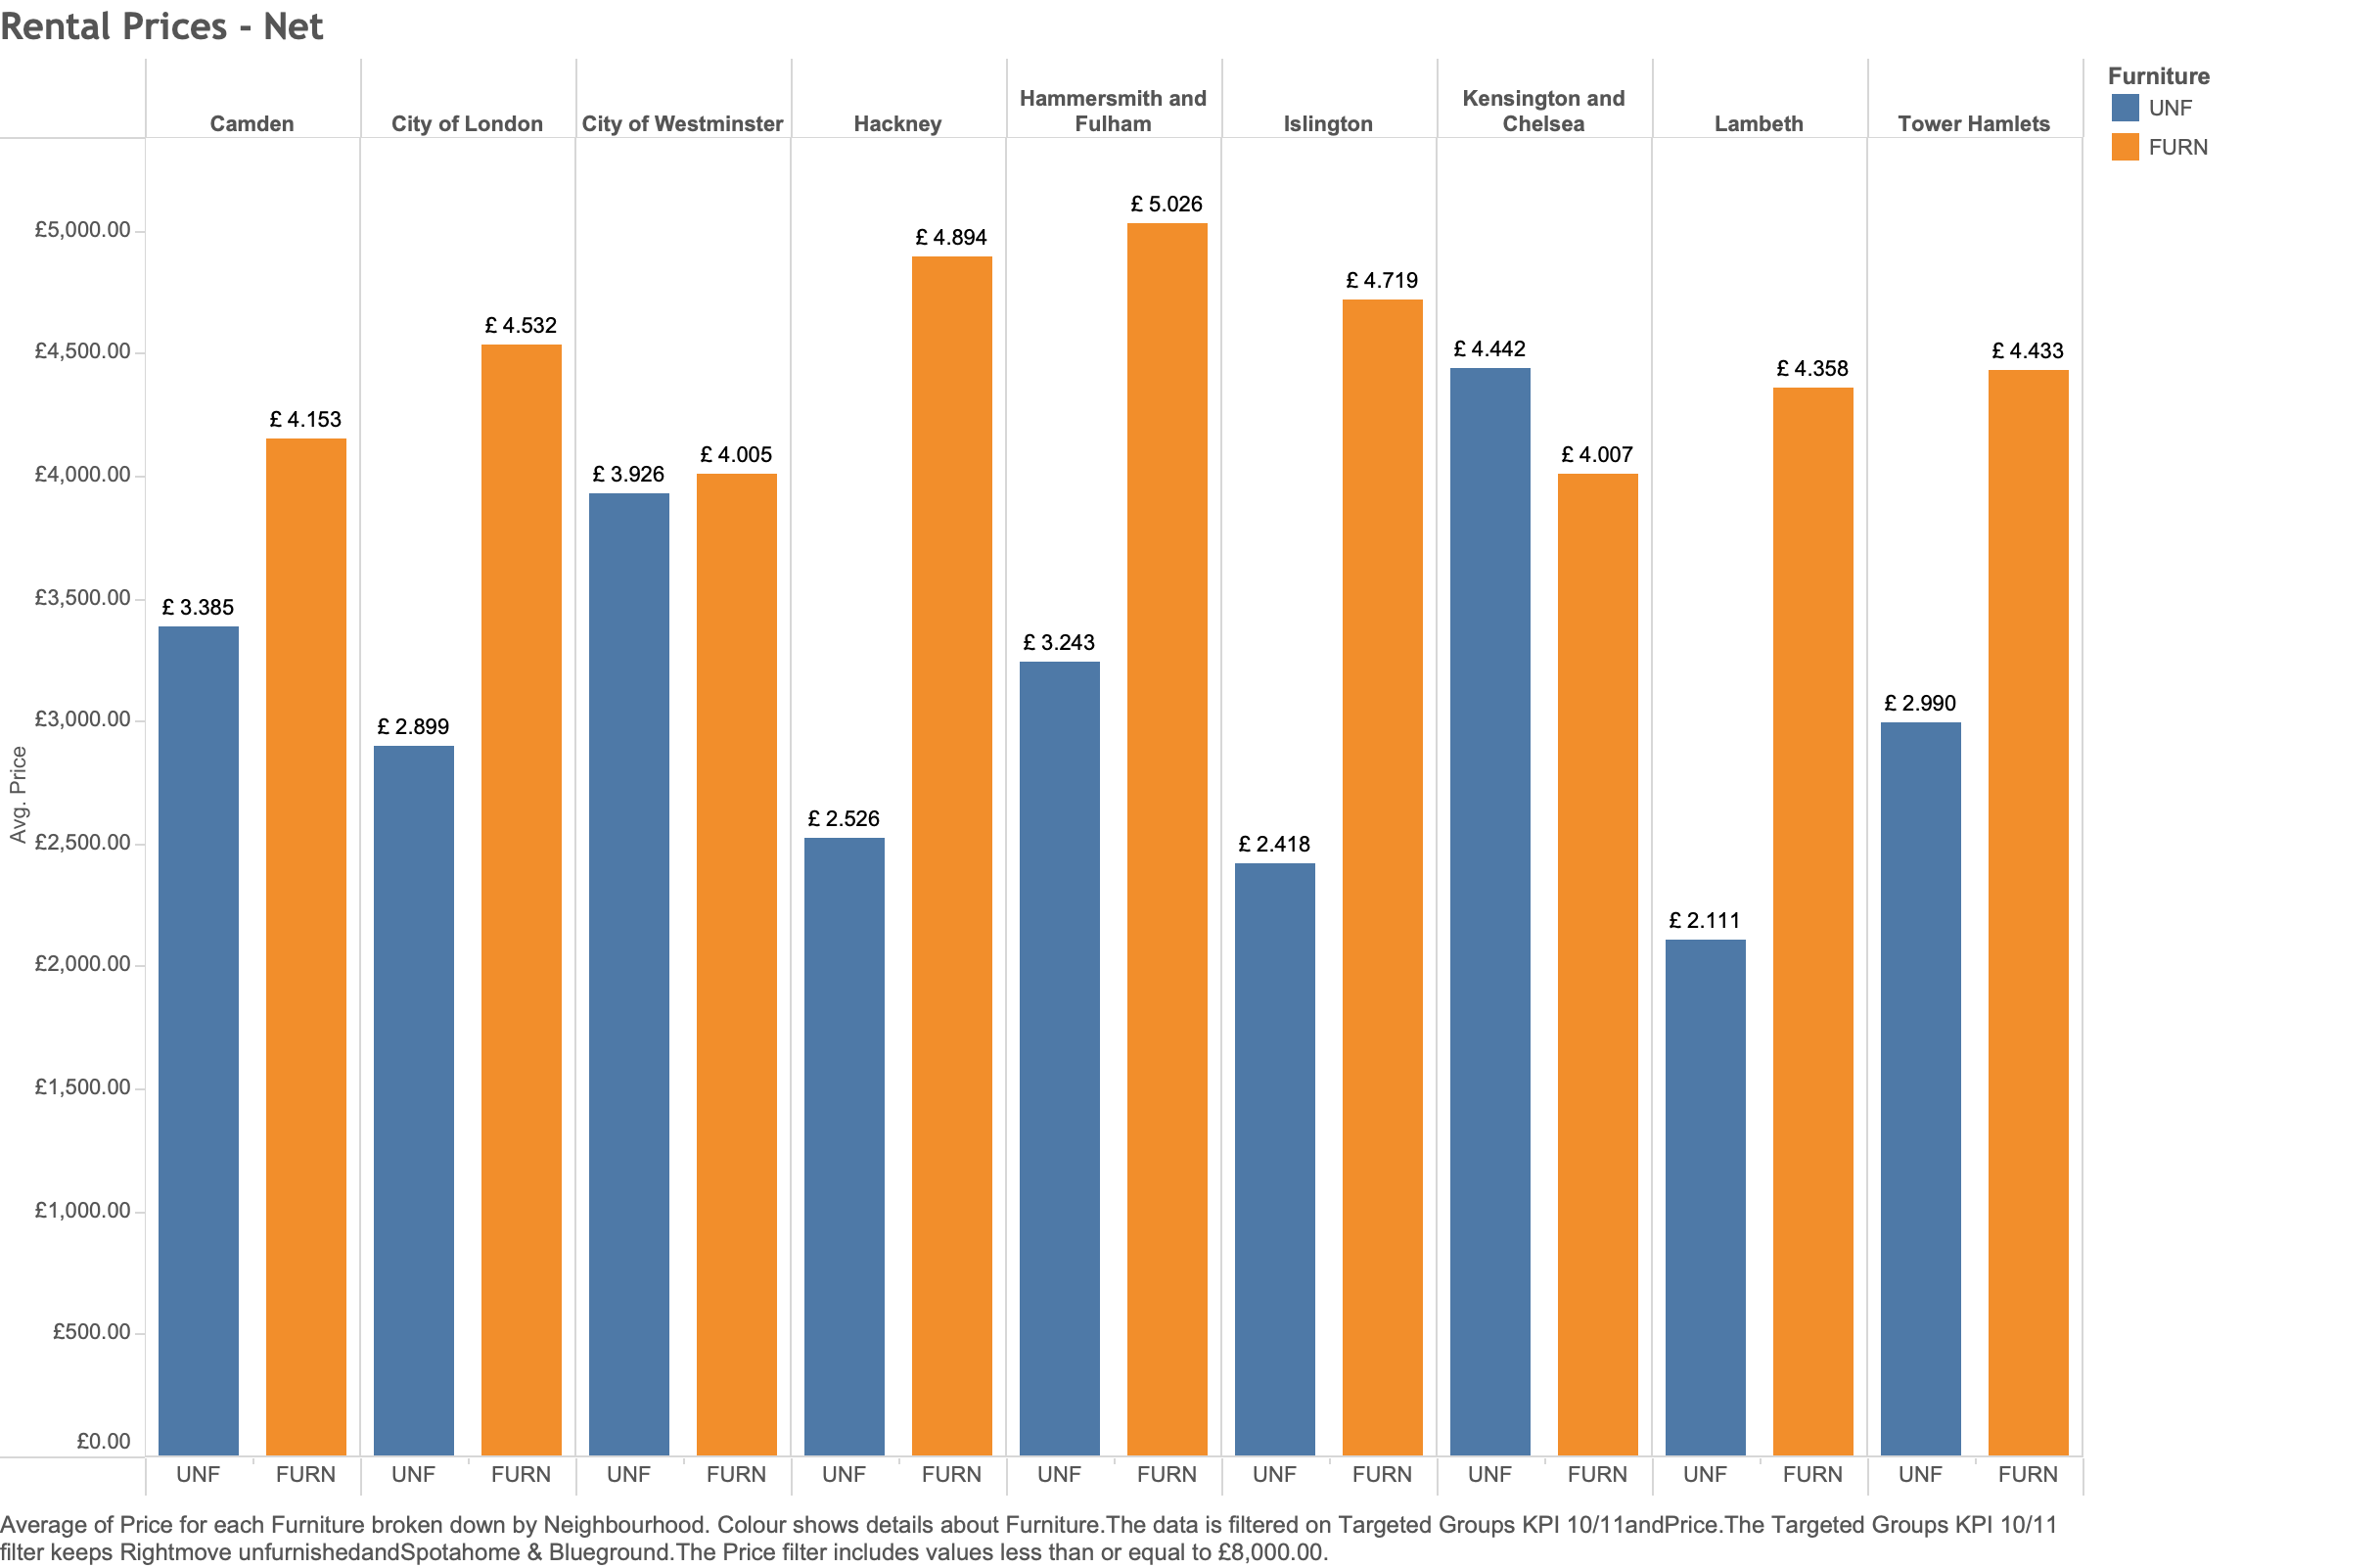 Rental Prices - Net
Furniture
UNF
FURN
Camden
City of London
City of Westminster
Hackney
Hammersmith and
Fulham
Islington
Kensington and
Chelsea
Lambeth
Tower Hamlets
Avg. Price
£5,000.00
£4,500.00
£4,000.00
£3,500.00
£3,000.00
£2,500.00
£2,000.00
£1,500.00
£1,000.00
£500.00
£0.00
£ 3.385
£ 4.153
£ 2.899
£ 4.532
£ 3.926
£ 4.005
£ 2.526
£ 4.894
£ 3.243
£ 5.026
£ 2.418
£ 4.719
£ 4.442
£ 4.007
£ 2.111
£ 4.358
£ 2.990
£ 4.433
UNF FURN UNF FURN UNF FURN UNF FURN UNF FURN UNF FURN UNF FURN UNF FURN UNF FURN
Average of Price for each Furniture broken down by Neighbourhood. Colour shows details about Furniture.The data is filtered on Targeted Groups KPI 10/11andPrice.The Targeted Groups KPI 10/11
filter keeps Rightmove unfurnishedandSpotahome & Blueground.The Price filter includes values less than or equal to £8,000.00.